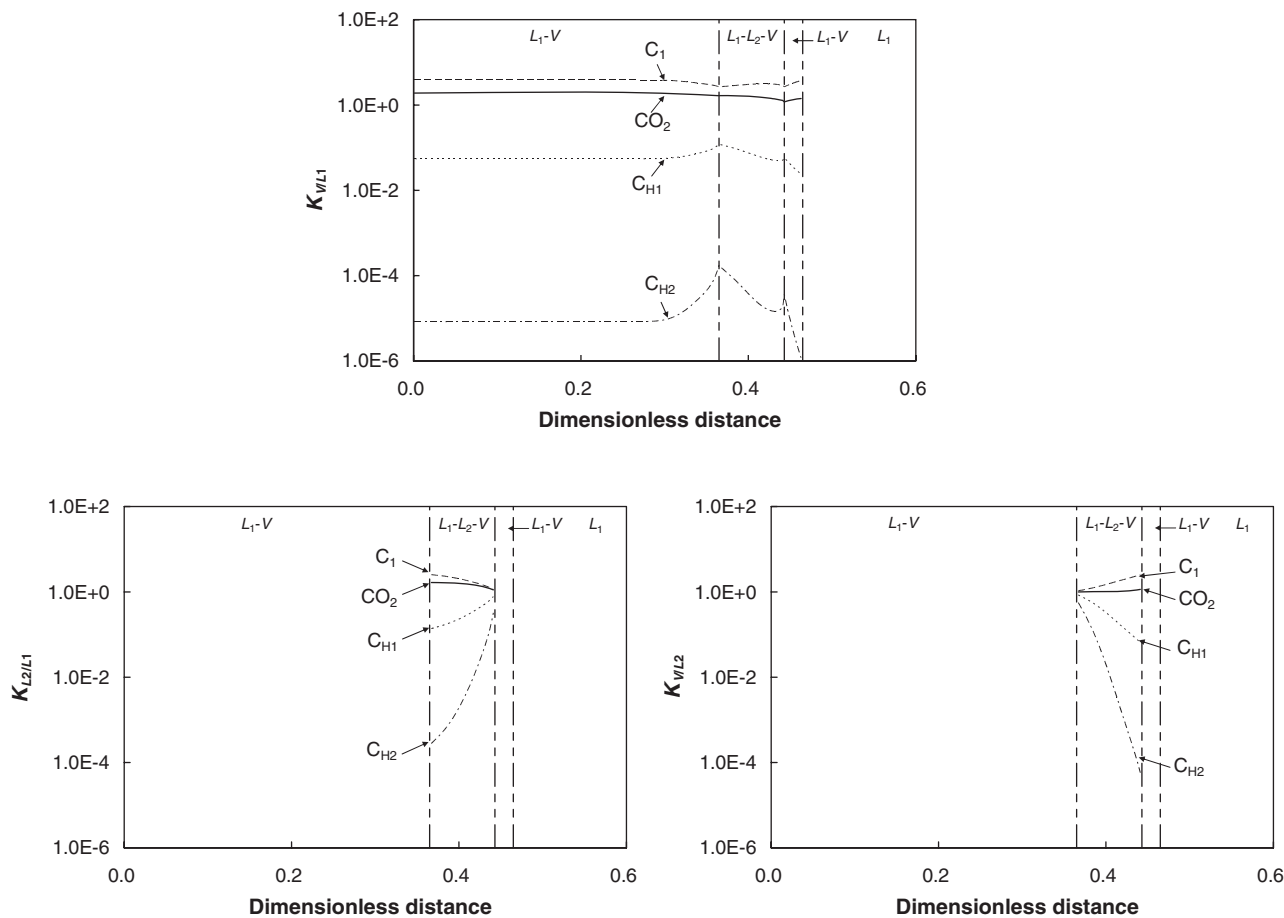 1.0E+2
L1-V L1-L2-V L1-V L1
C1
1.0E+0
CO2
KV/L1
CH1
1.0E-2
1.0E-4
CH2
1.0E-6
0.0 0.2 0.4 0.6
Dimensionless distance
1.0E+2
L1-V L1-L2-V L1-V L1
C1
1.0E+0
CO2
CH1
KL2/L1
1.0E-2
CH2
1.0E-4
1.0E-6
0.0 0.2 0.4 0.6
Dimensionless distance
1.0E+2
L1-V L1-L2-V L1-V L1
C1
1.0E+0
CO2
CH1
KV/L2
1.0E-2
CH2
1.0E-4
1.0E-6
0.0 0.2 0.4 0.6
Dimensionless distance